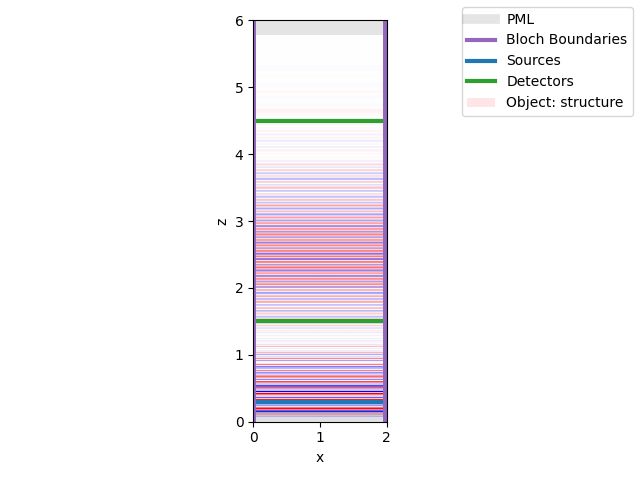 PML
Bloch Boundaries
Sources
Detectors
Object: structure
6
5
4
3
2
1
0
z
0 1 2
x